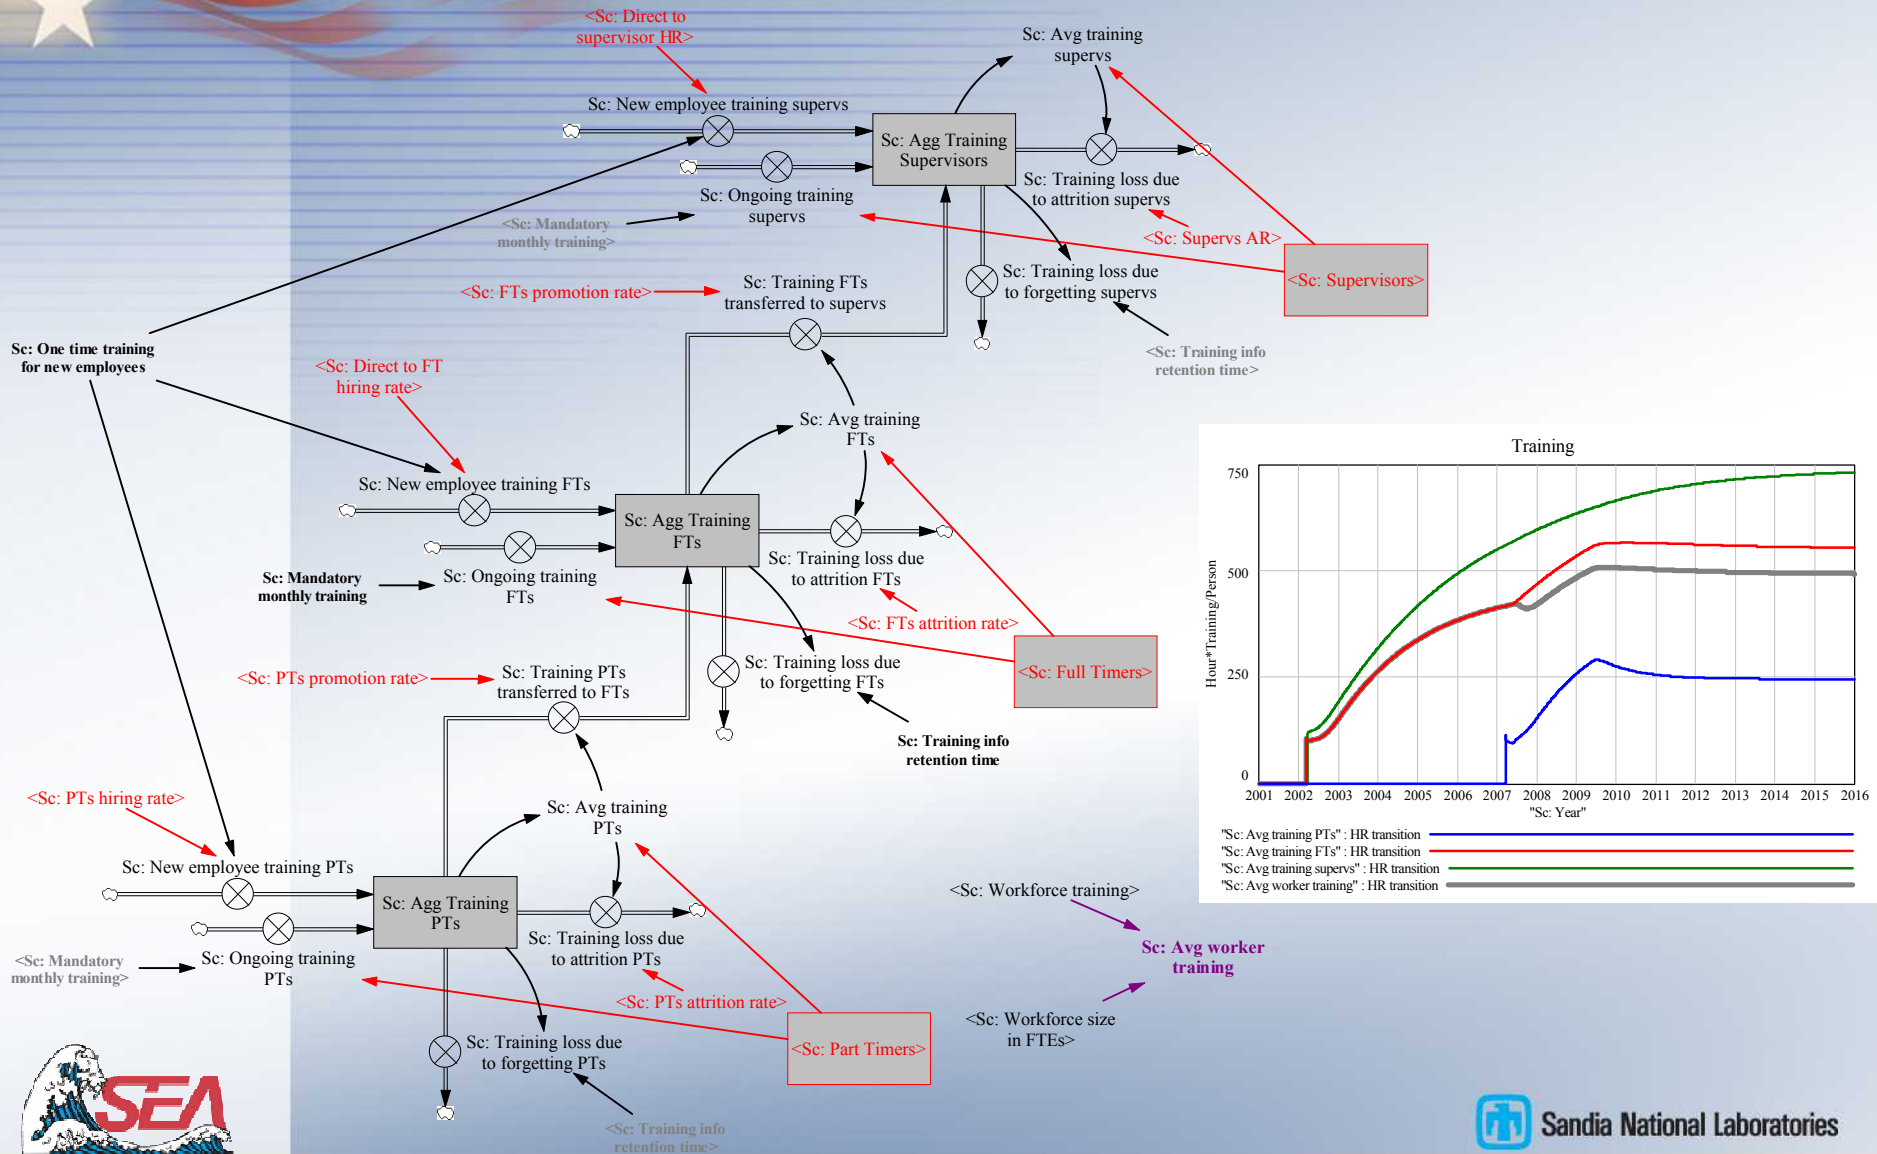 <Sc: Direct to
supervisor HR>
Sc: Avg training
supervs
Sc: New employee training supervs
Sc: Agg Training
Supervisors
Sc: Ongoing training
supervs
<Sc: Mandatory
monthly training>
Sc: Training loss due
to attrition supervs
<Sc: Supervs AR>
<Sc: Supervisors>
Sc: Training loss due
to forgetting supervs
<Sc: Training info
retention time>
<Sc: FTs promotion rate>
Sc: Training FTs
transferred to supervs
Sc: One time training
for new employees
<Sc: Direct to FT
hiring rate>
Sc: Avg training
FTs
Sc: New employee training FTs
Sc: Agg Training
FTs
Sc: Mandatory
monthly training
Sc: Ongoing training
FTs
Sc: Training loss due
to attrition FTs
<Sc: FTs attrition rate>
<Sc: Full Timers>
Sc: Training loss due
to forgetting FTs
Sc: Training info
retention time
<Sc: PTs promotion rate>
Sc: Training PTs
transferred to FTs
<Sc: PTs hiring rate>
Sc: Avg training
PTs
Sc: New employee training PTs
Sc: Agg Training
PTs
<Sc: Mandatory
monthly training>
Sc: Ongoing training
PTs
Sc: Training loss due
to attrition PTs
<Sc: PTs attrition rate>
<Sc: Part Timers>
Sc: Training loss due
to forgetting PTs
<Sc: Training info
retention time>
<Sc: Workforce training>
Sc: Avg worker
training
<Sc: Workforce size
in FTEs>
Training
750
500
250
0
Hour*Training/Person
2001 2002 2003 2004 2005 2006 2007 2008 2009 2010 2011 2012 2013 2014 2015 2016
"Sc: Year"
"Sc: Avg training PTs" : HR transition
"Sc: Avg training FTs" : HR transition
"Sc: Avg training supervs" : HR transition
"Sc: Avg worker training" : HR transition
SEA
Sandia National Laboratories